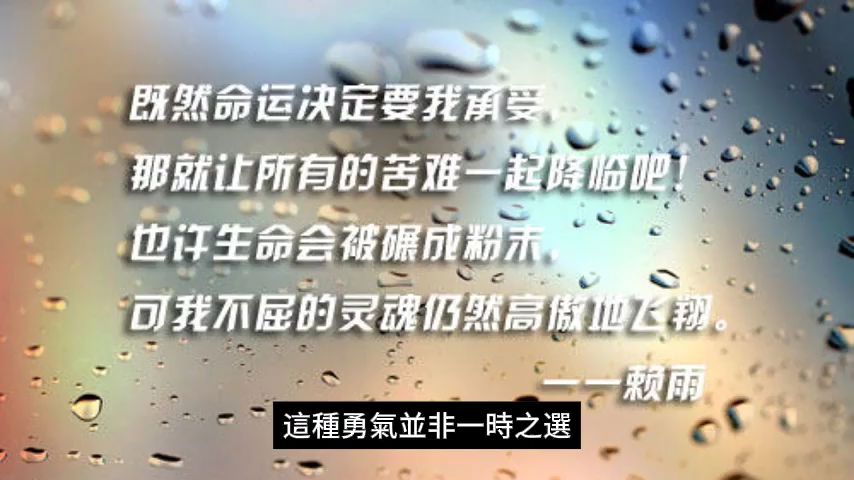 既然命运决定要我承受，
那就让所有的苦难一起降临吧！
也许生命会被碾成粉末，
可我不屈的灵魂仍然高傲地飞翔。
——赖雨
這種勇氣並非一時之選